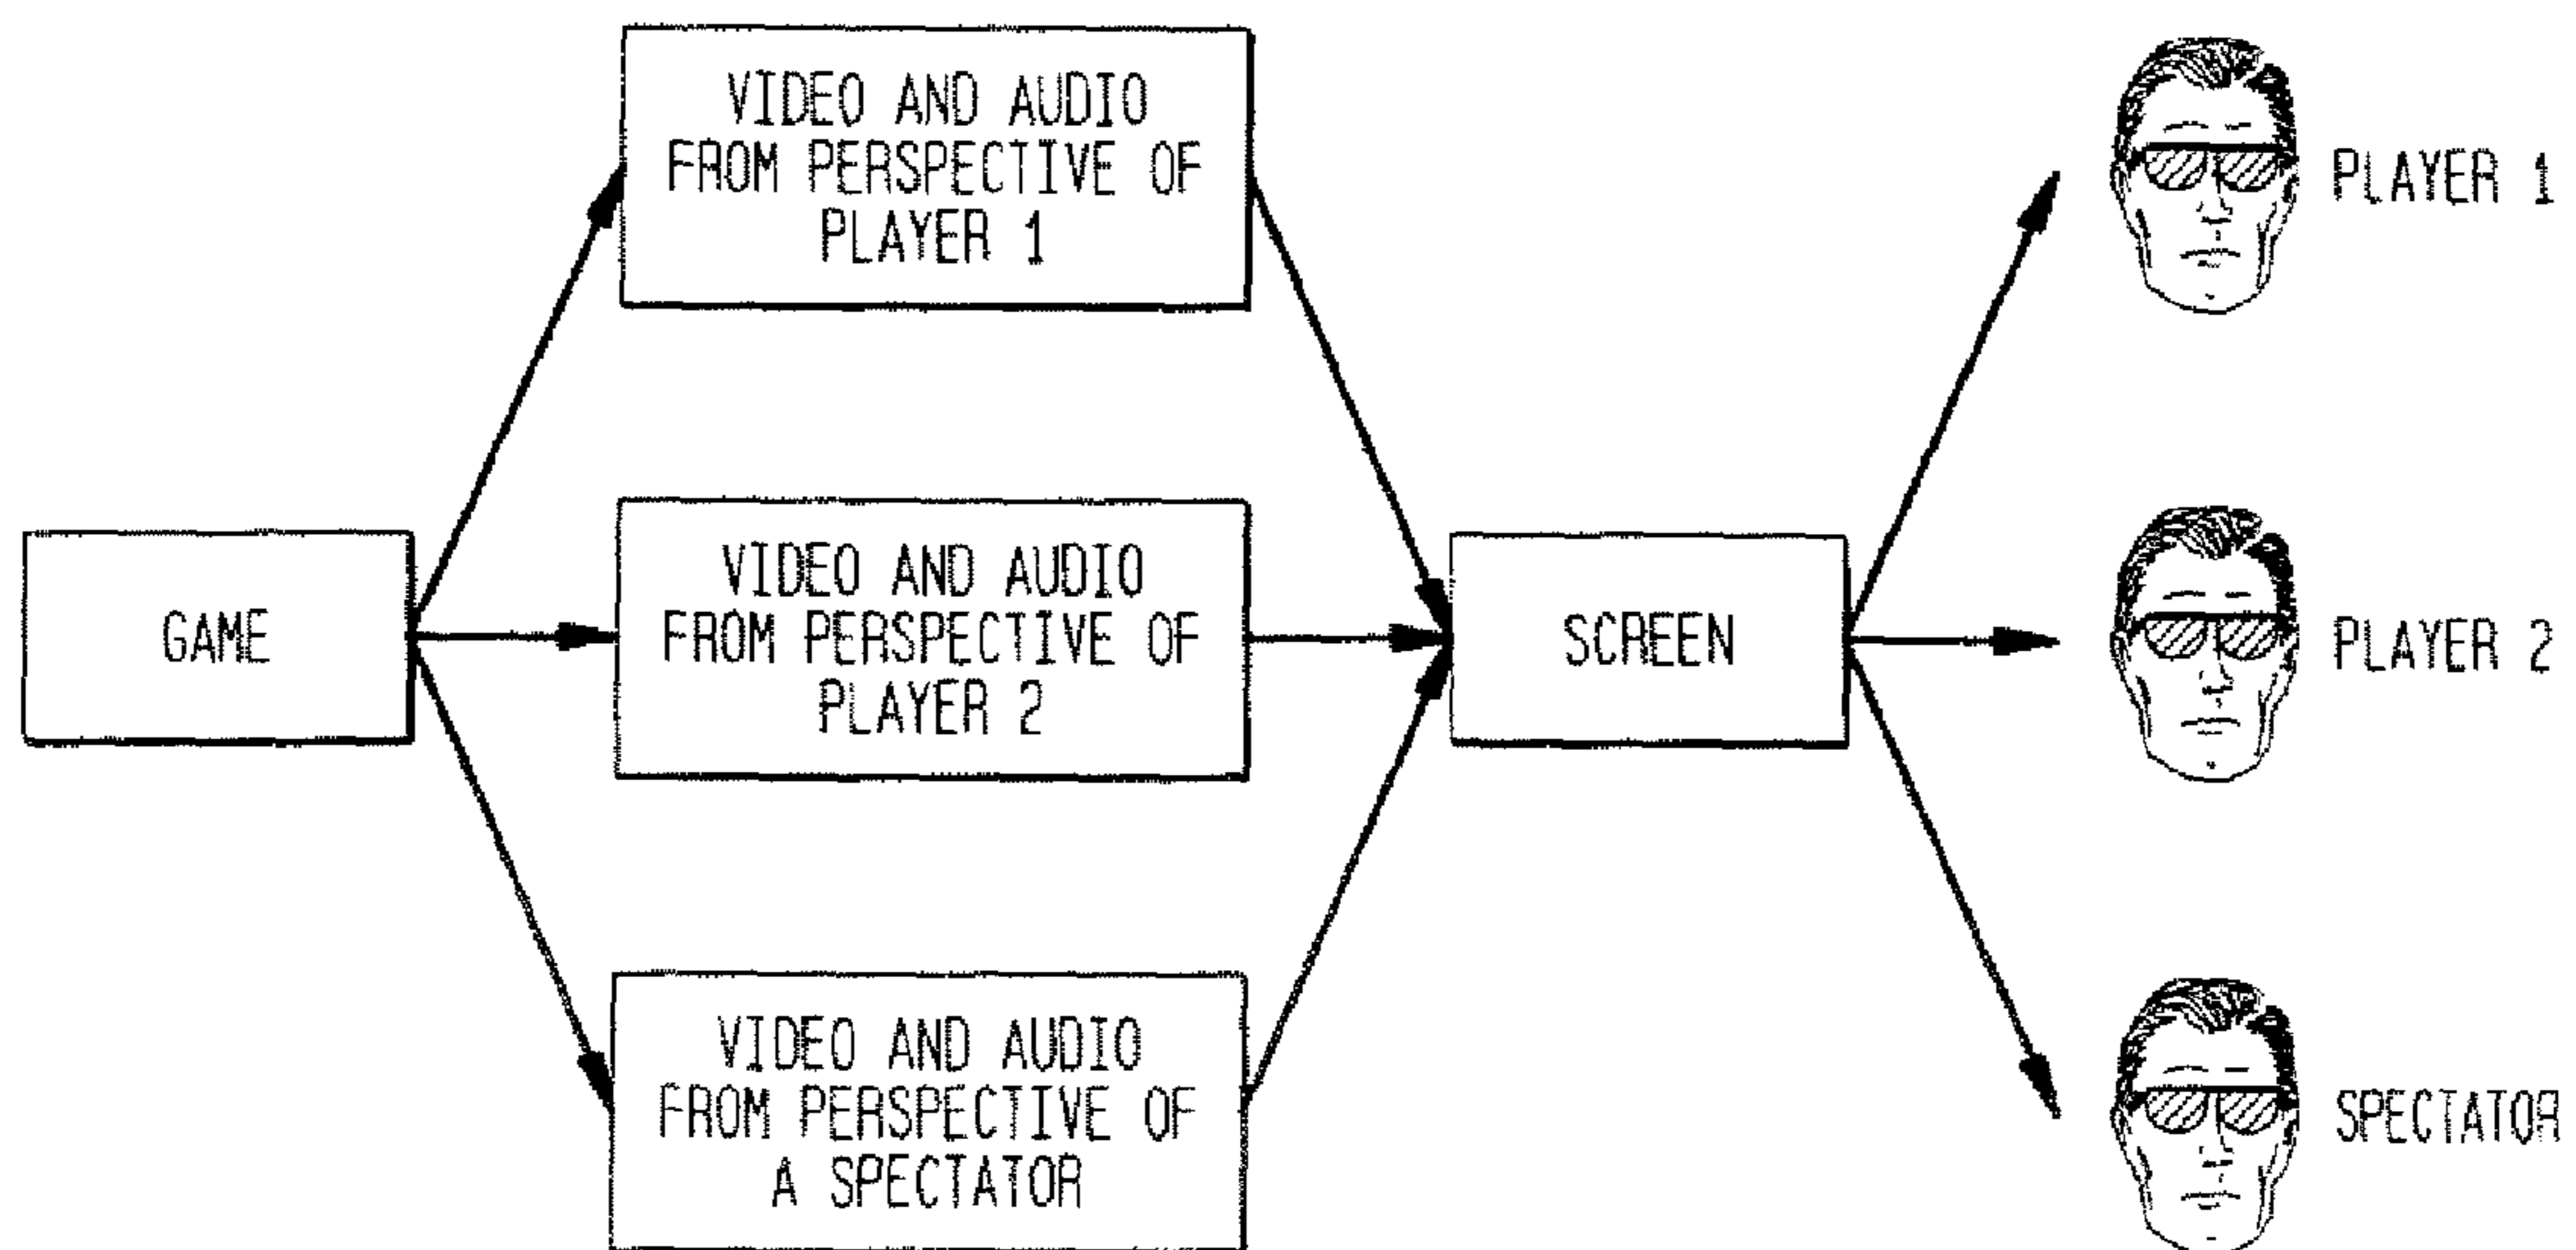 VIDEO AND AUDIO
FROM PERSPECTIVE OF
PLAYER 1
PLAYER 1
GAME
VIDEO AND AUDIO
FROM PERSPECTIVE OF
PLAYER 2
SCREEN
PLAYER 2
VIDEO AND AUDIO
FROM PERSPECTIVE OF
A SPECTATOR
SPECTATOR